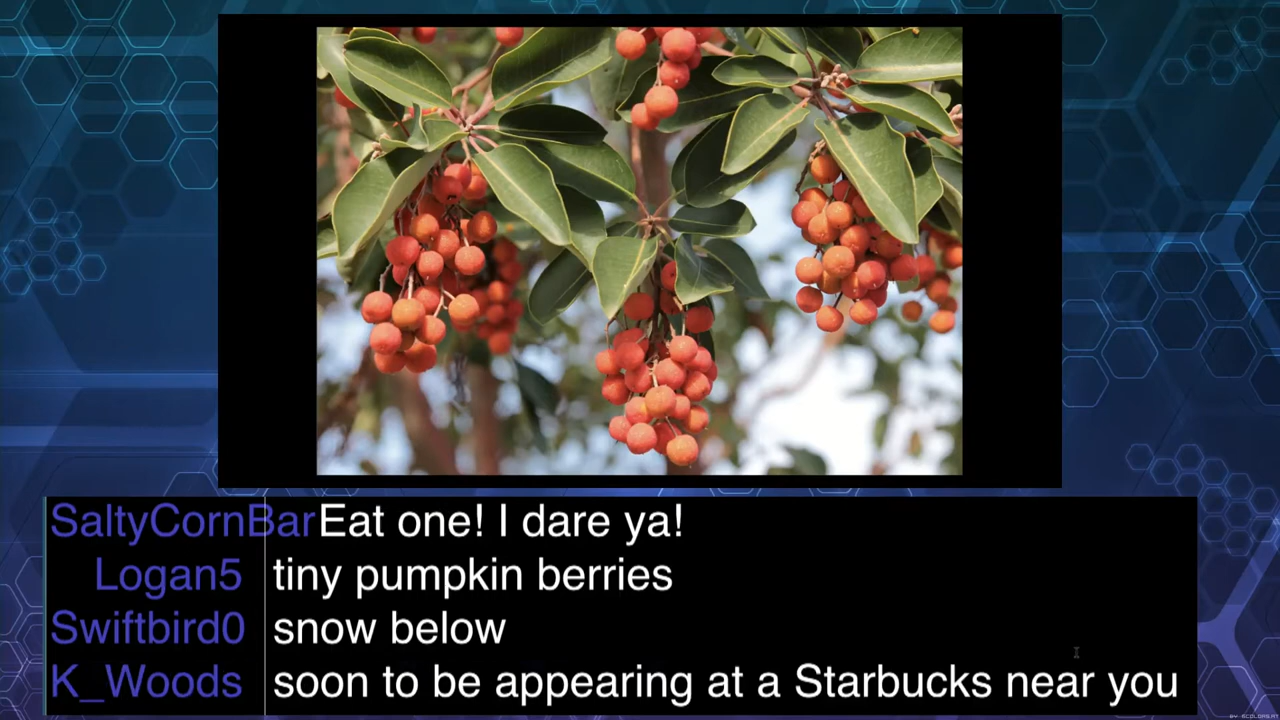 SaltyCornBar Eat one! I dare ya!
Logan5 tiny pumpkin berries
Swiftbird0 snow below
K_Woods soon to be appearing at a Starbucks near you